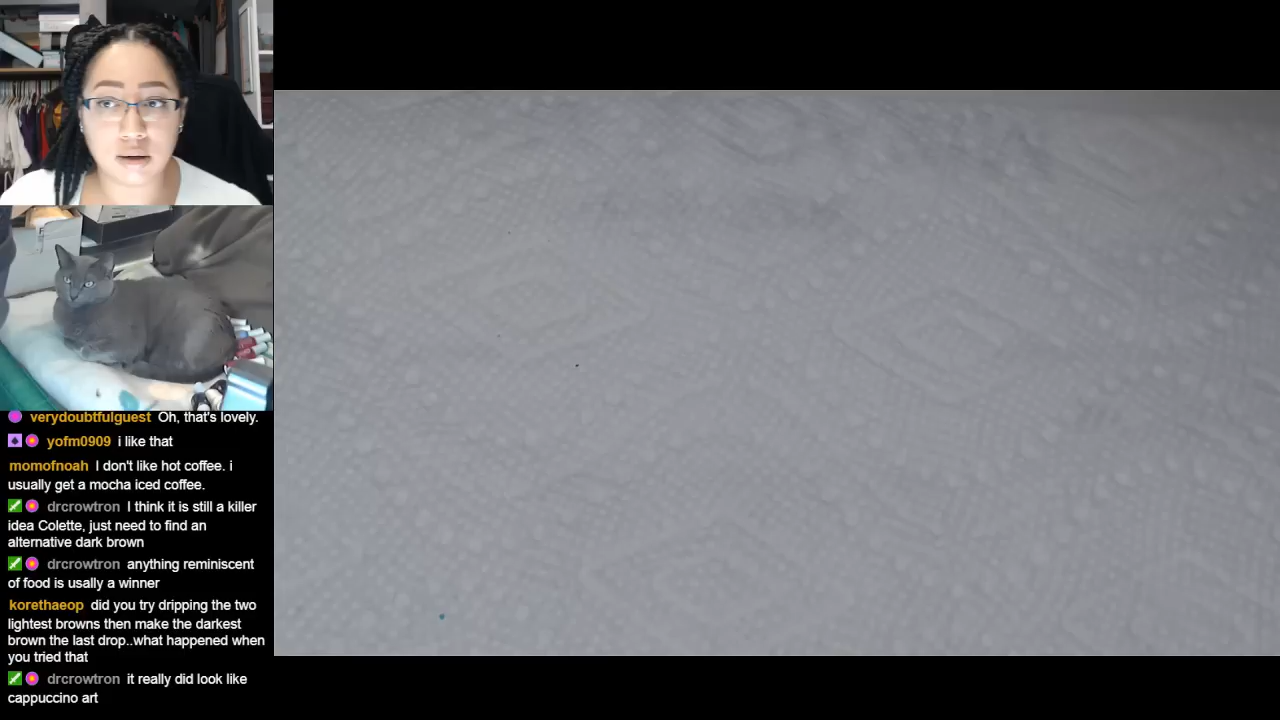 verydoubtfulguest Oh, that's lovely.
yofm0909 i like that
momofnoah I don't like hot coffee. i
usually get a mocha iced coffee.
drcrowtron I think it is still a killer
idea Colette, just need to find an
alternative dark brown
drcrowtron anything reminiscent
of food is usally a winner
korethaeop did you try dripping the two
lightest browns then make the darkest
brown the last drop..what happened when
you tried that
drcrowtron it really did look like
cappuccino art